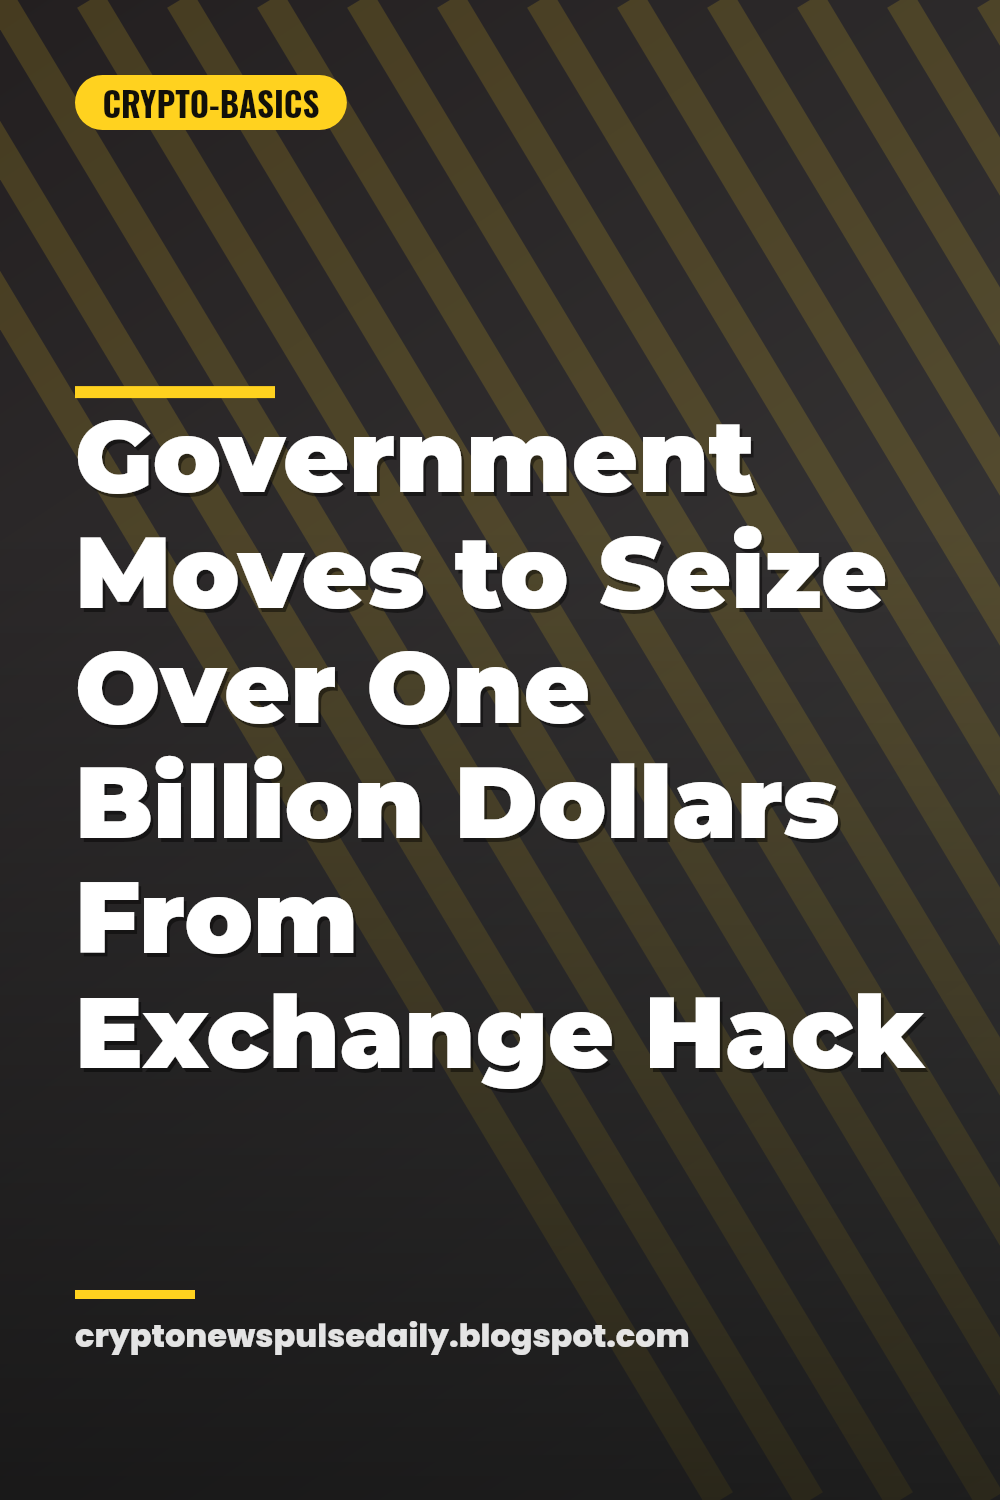 CRYPTO-BASICS
Government
Moves to Seize
Over One
Billion Dollars
From
Exchange Hack
cryptonewspulsedaily.blogspot.com